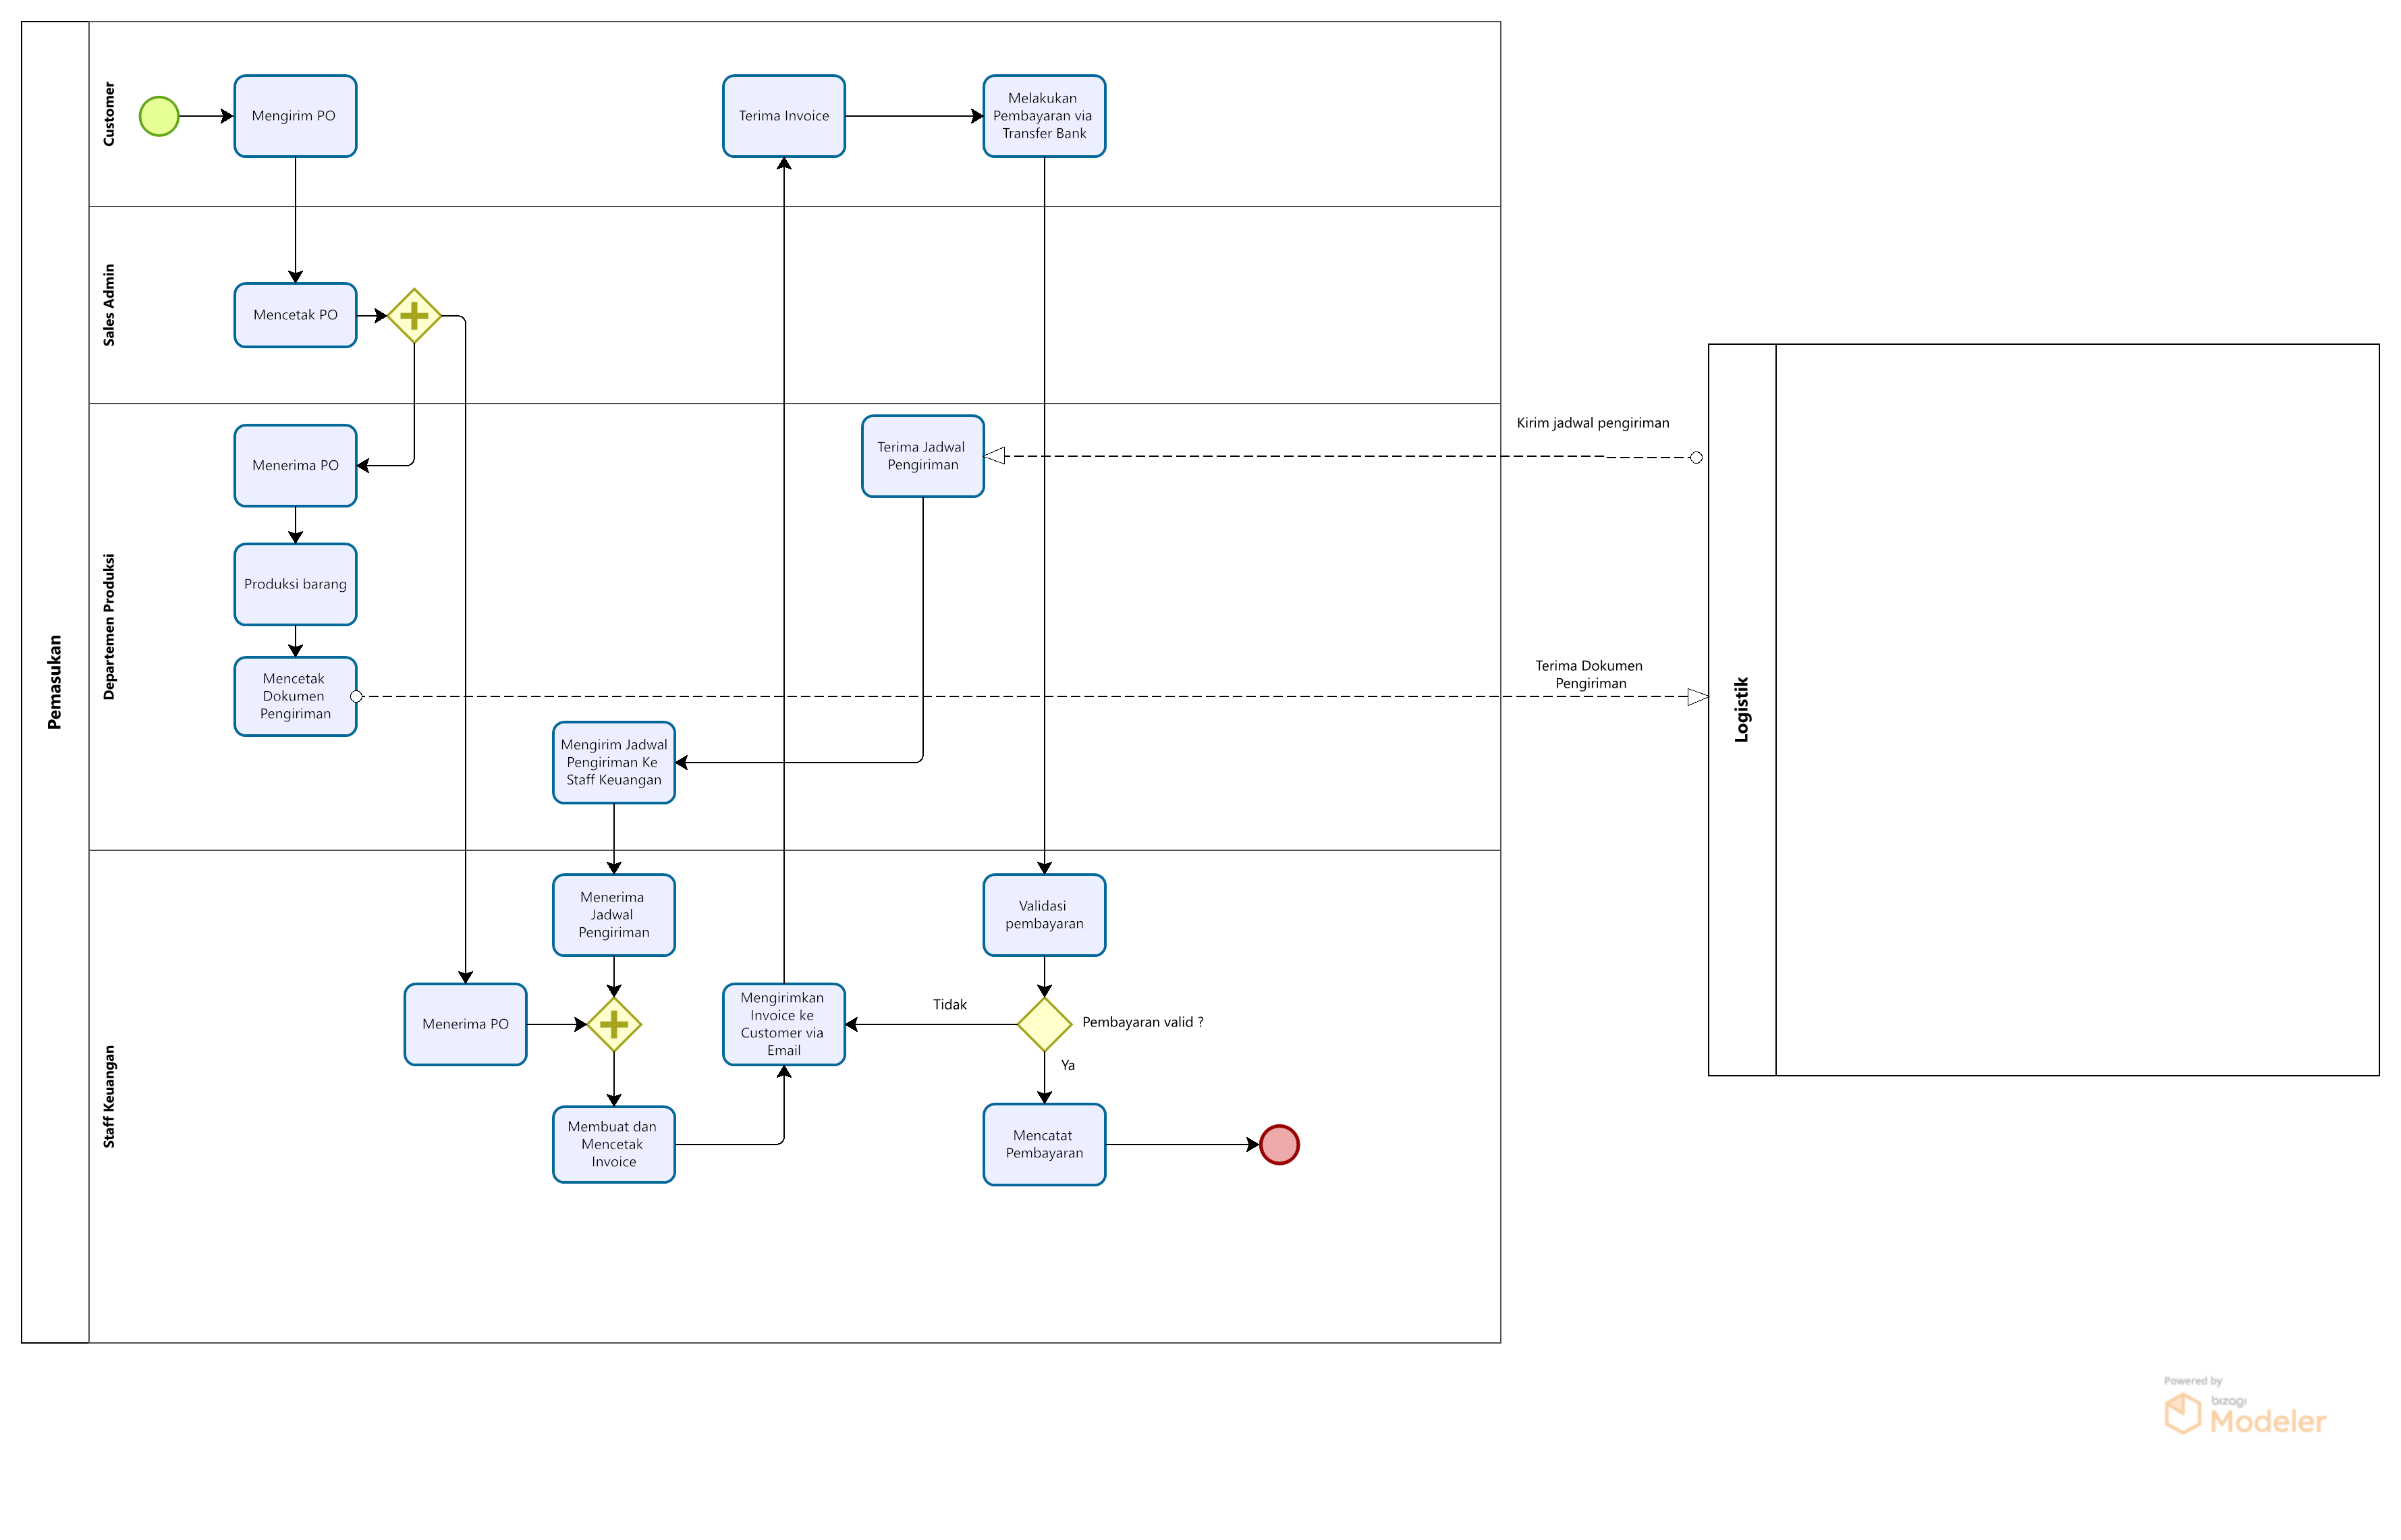 Pemasukan
Customer
Mengirim PO
Terima Invoice
Melakukan
Pembayaran via
Transfer Bank
Sales Admin
Mencetak PO
Departemen Produksi
Menerima PO
Terima Jadwal
Pengiriman
Kirim jadwal pengiriman
Produksi barang
Mencetak
Dokumen
Pengiriman
Terima Dokumen
Pengiriman
Logistik
Mengirim Jadwal
Pengiriman Ke
Staff Keuangan
Staff Keuangan
Menerima
Jadwal
Pengiriman
Validasi
pembayaran
Menerima PO
Mengirimkan
Invoice ke
Customer via
Email
Tidak
Pembayaran valid ?
Ya
Membuat dan
Mencetak
Invoice
Mencatat
Pembayaran
Powered by
bizagi
Modeler